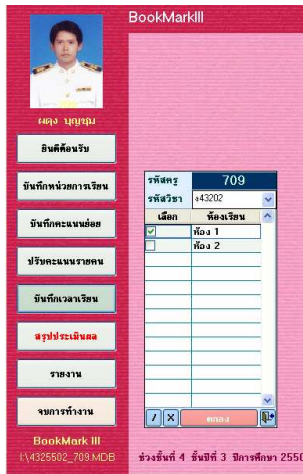 BookMarkIII
ผดุง บุญชุม
ยินดีต้อนรับ
บันทึกหน่วยการเรียน
บันทึกคะแนนย่อย
ปรับคะแนนรายคน
บันทึกเวลาเรียน
สรุปประเมินผล
รายงาน
จบการทำงาน
BookMark III
I:\4325502_709.MDB
รหัสครู 709
รหัสวิชา ง43202
เลือก ห้องเรียน
ห้อง 1
ห้อง 2
/ X ตกลง
ช่วงชั้นที่ 4 ชั้นปีที่ 3 ปีการศึกษา 2550